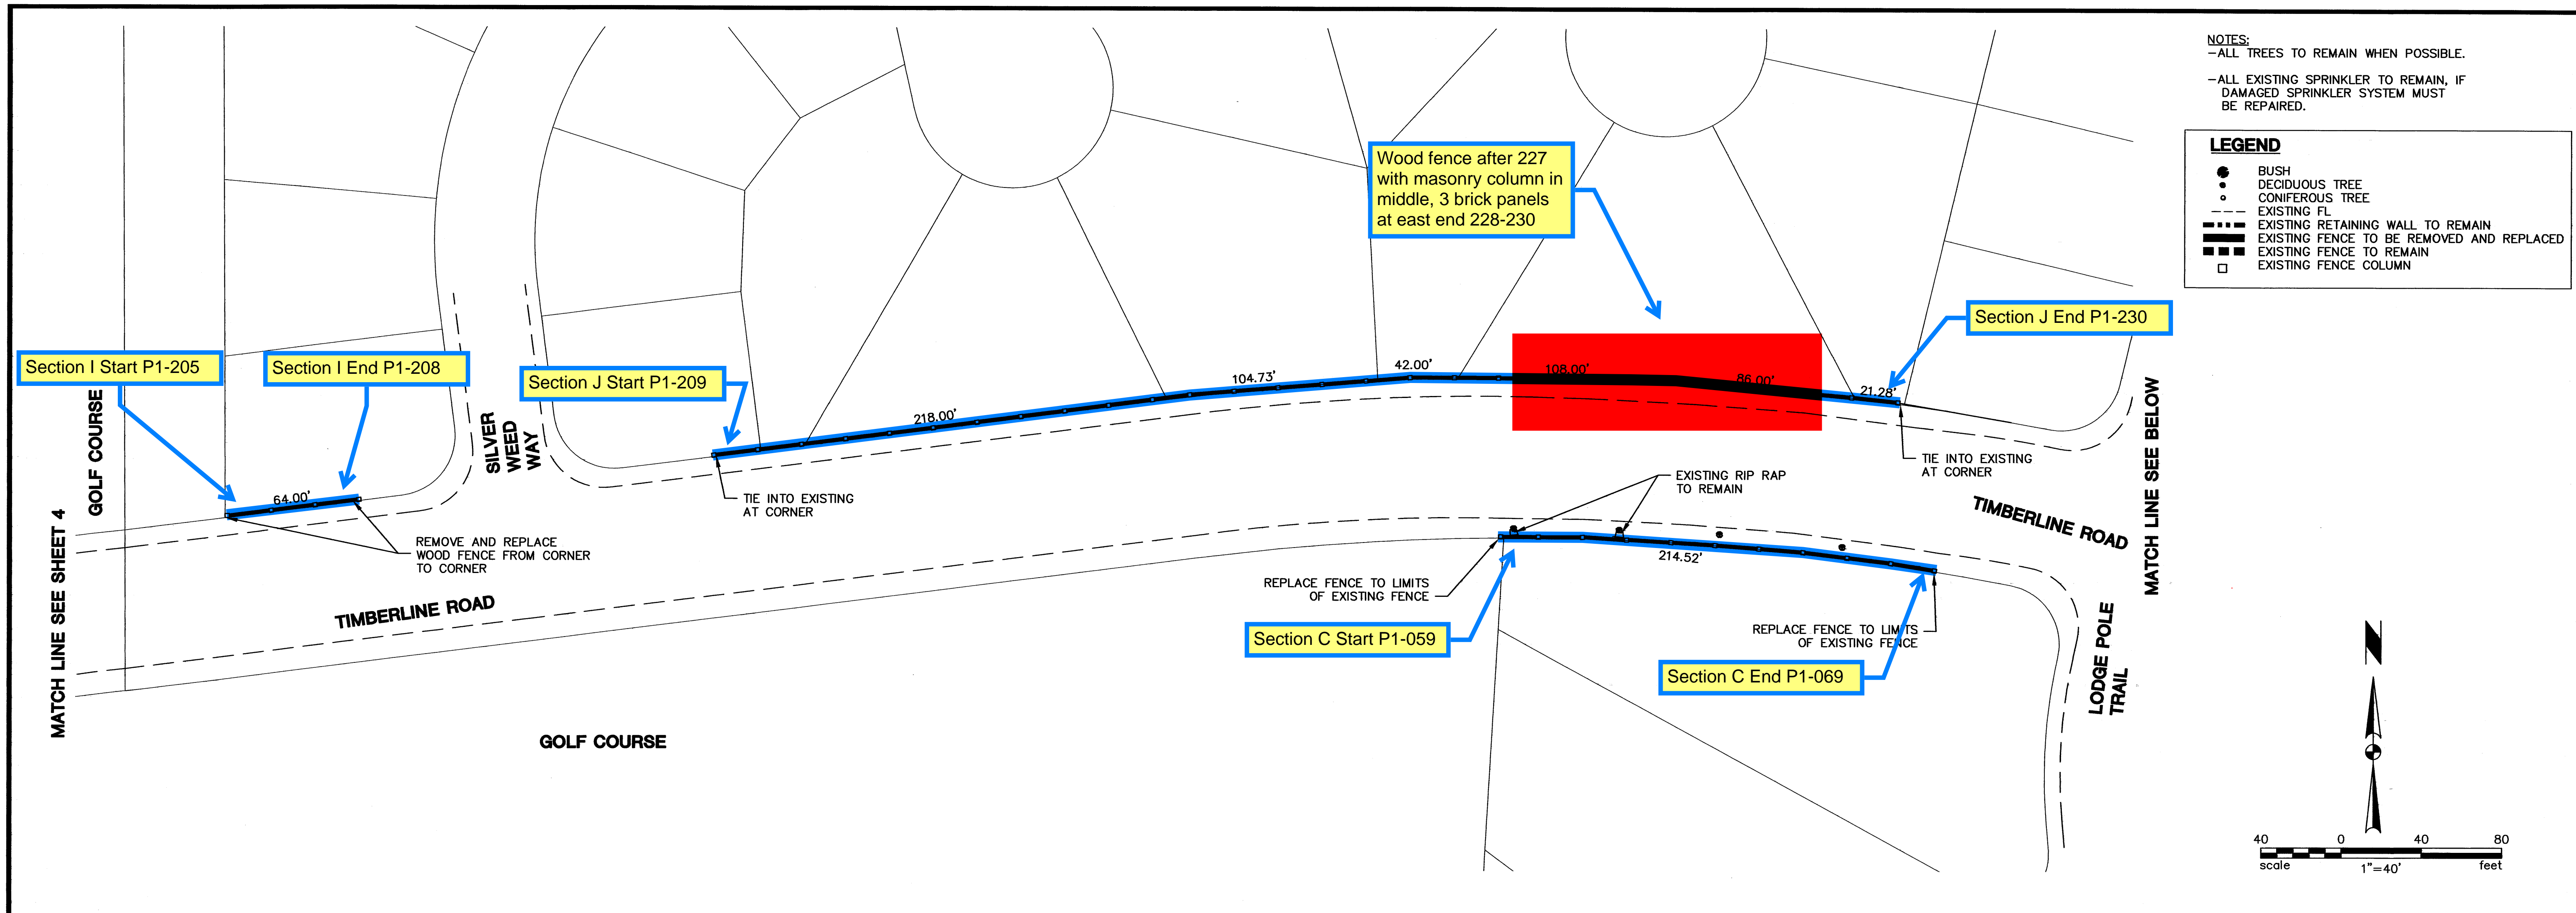 NOTES:
-ALL TREES TO REMAIN WHEN POSSIBLE.
-ALL EXISTING SPRINKLER TO REMAIN, IF
DAMAGED SPRINKLER SYSTEM MUST
BE REPAIRED.
LEGEND
BUSH
DECIDUOUS TREE
CONIFEROUS TREE
EXISTING FL
EXISTING RETAINING WALL TO REMAIN
EXISTING FENCE TO BE REMOVED AND REPLACED
EXISTING FENCE TO REMAIN
EXISTING FENCE COLUMN
Wood fence after 227
with masonry column in
middle, 3 brick panels
at east end 228-230
Section J End P1-230
Section I Start P1-205
Section I End P1-208
Section J Start P1-209
104.73'
42.00'
108.00'
86.00'
21.28'
218.00'
64.00'
GOLF COURSE
SILVER
WEED
WAY
MATCH LINE SEE SHEET 4
MATCH LINE SEE BELOW
TIE INTO EXISTING
AT CORNER
TIE INTO EXISTING
AT CORNER
EXISTING RIP RAP
TO REMAIN
TIMBERLINE ROAD
REMOVE AND REPLACE
WOOD FENCE FROM CORNER
TO CORNER
214.52'
REPLACE FENCE TO LIMITS
OF EXISTING FENCE
TIMBERLINE ROAD
Section C Start P1-059
REPLACE FENCE TO LIMITS
OF EXISTING FENCE
Section C End P1-069
LODGE POLE
TRAIL
GOLF COURSE
N
40 0 40 80
scale 1"=40' feet